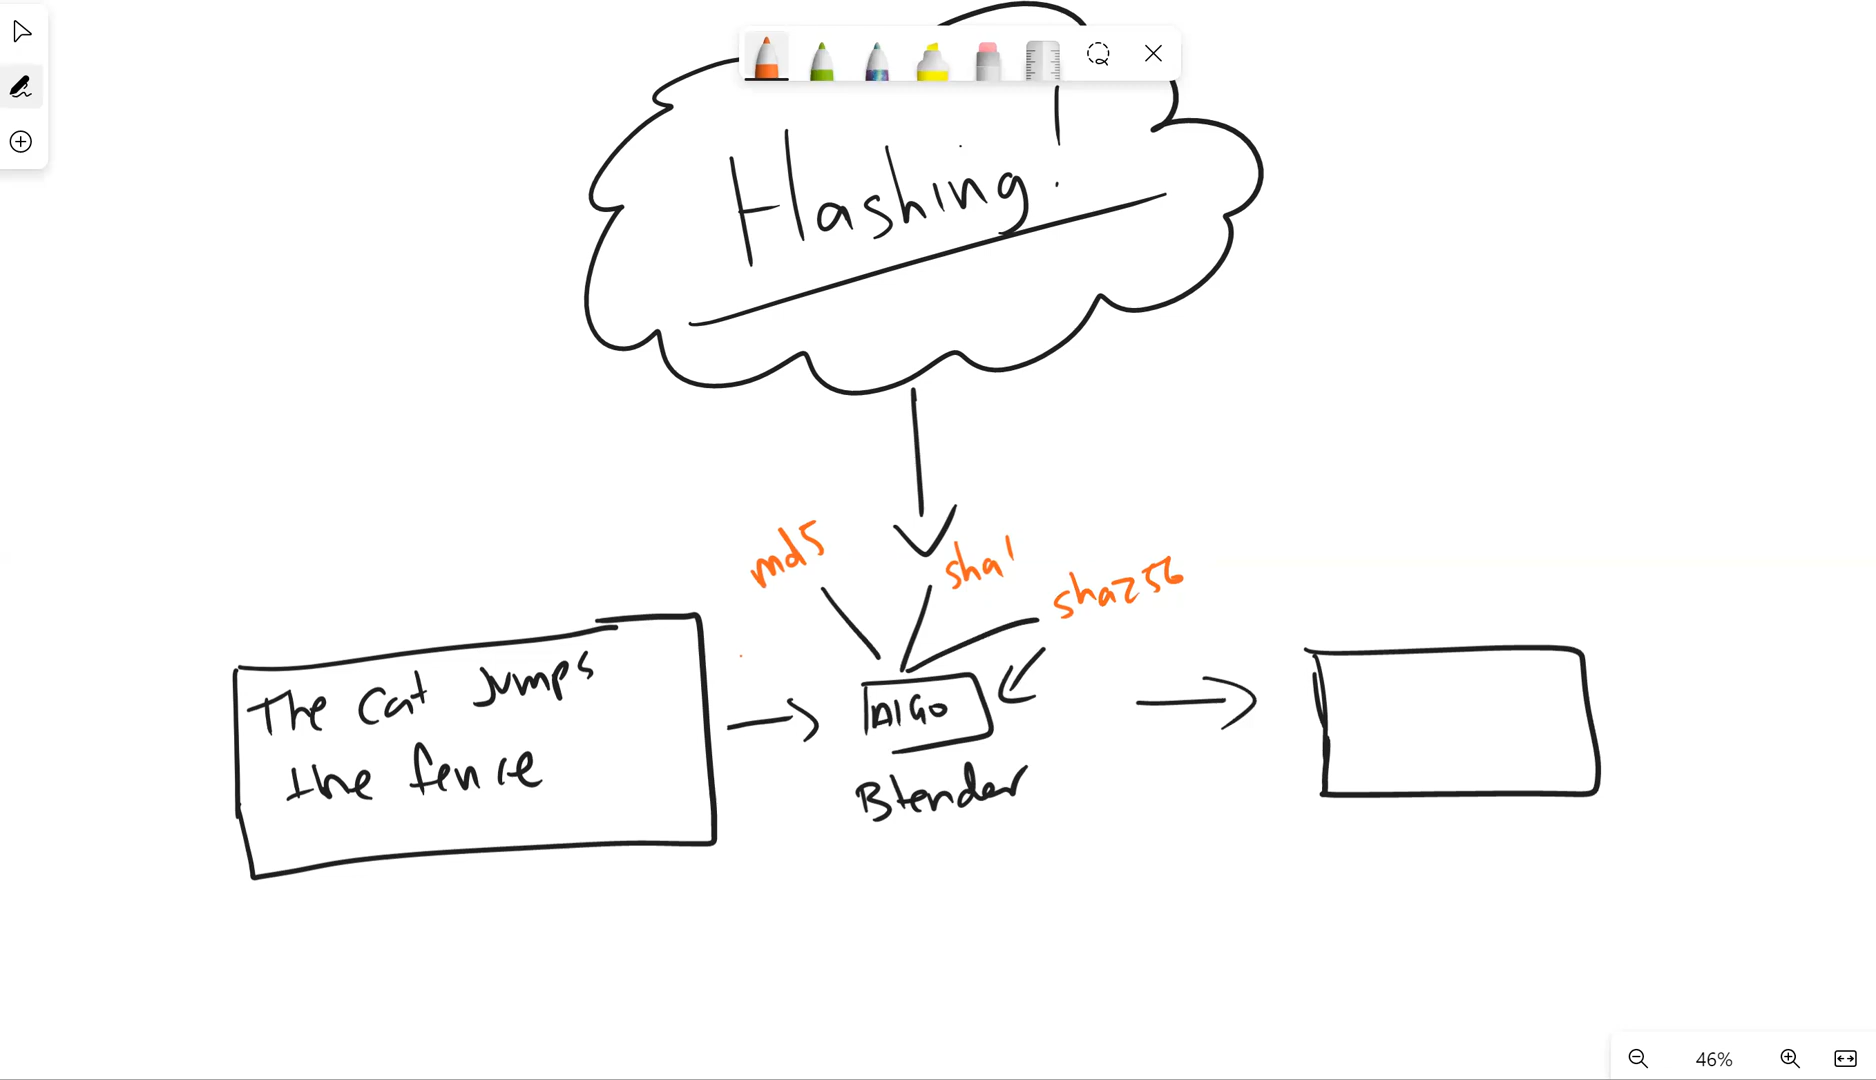 Hashing!
md5
sha1
sha256
The Cat Jumps
the fence
AlGo
Blender
46%